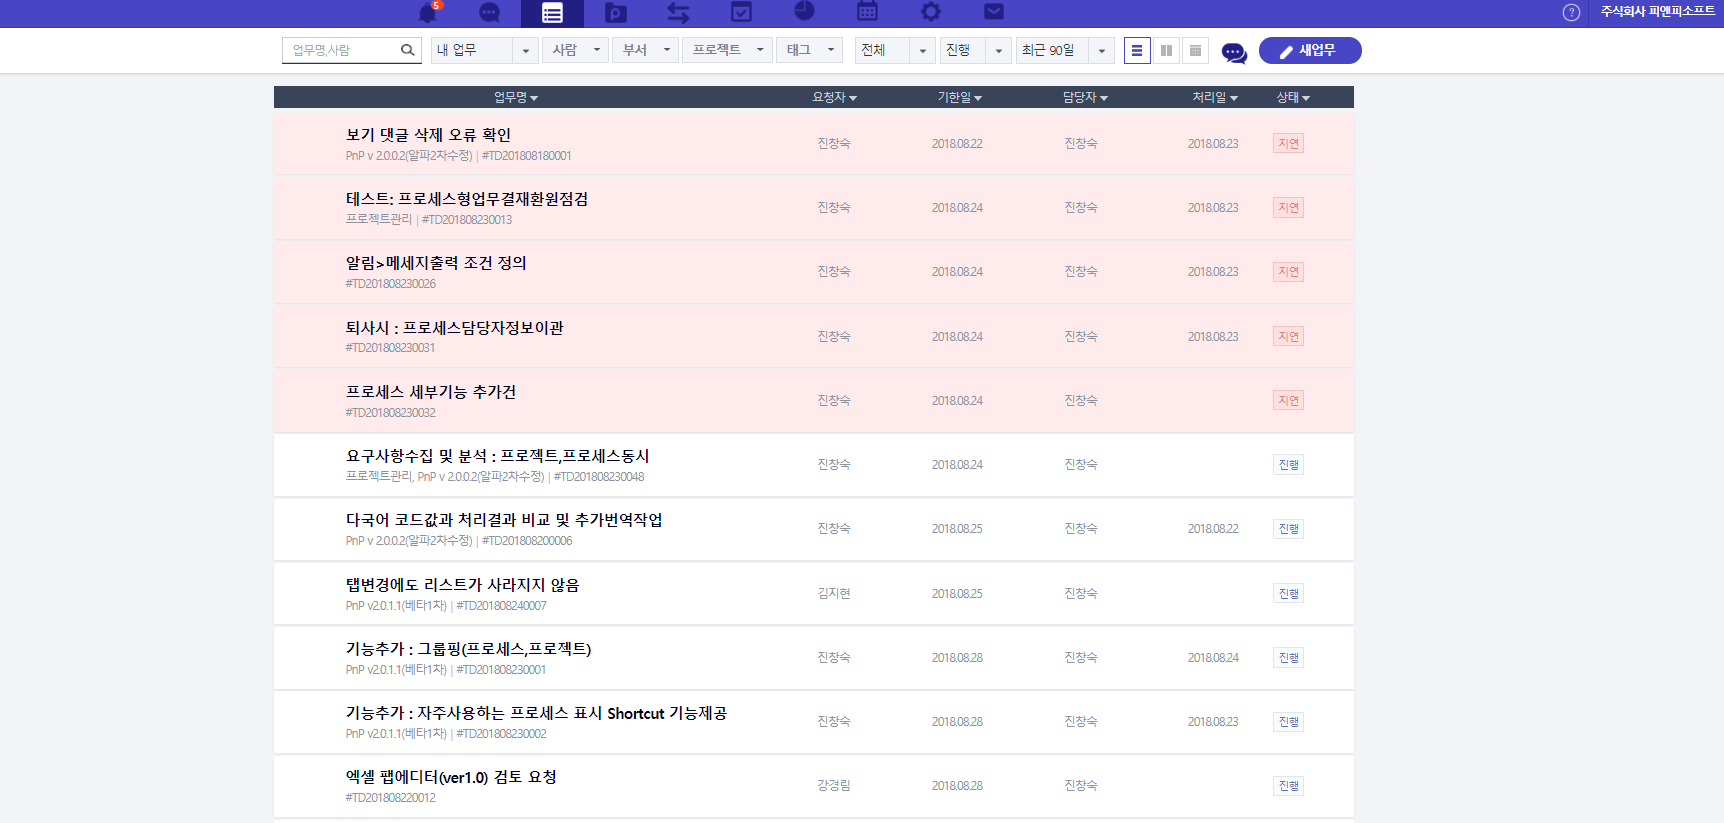 5
? 주식회사 피앤피소프트
업무명,사람 내 업무 사람 부서 프로젝트 태그 전체 진행 최근 90일 새업무
업무명 요청자 기한일 담당자 처리일 상태
보기 댓글 삭제 오류 확인
PnP v 2.0.0.2(알파2차수정) | #TD201808180001
진창숙 2018.08.22 진창숙 2018.08.23 지연
테스트: 프로세스형업무결재환원점검
프로젝트관리 | #TD201808230013
진창숙 2018.08.24 진창숙 2018.08.23 지연
알림>메세지출력 조건 정의
#TD201808230026
진창숙 2018.08.24 진창숙 2018.08.23 지연
퇴사시 : 프로세스담당자정보이관
#TD201808230031
진창숙 2018.08.24 진창숙 2018.08.23 지연
프로세스 세부기능 추가건
#TD201808230032
진창숙 2018.08.24 진창숙 지연
요구사항수집 및 분석 : 프로젝트,프로세스동시
프로젝트관리, PnP v 2.0.0.2(알파2차수정) | #TD201808230048
진창숙 2018.08.24 진창숙 진행
다국어 코드값과 처리결과 비교 및 추가번역작업
PnP v 2.0.0.2(알파2차수정) | #TD201808200006
진창숙 2018.08.25 진창숙 2018.08.22 진행
탭변경에도 리스트가 사라지지 않음
PnP v2.0.1.1(베타1차) | #TD201808240007
김지현 2018.08.25 진창숙 진행
기능추가 : 그룹핑(프로세스,프로젝트)
PnP v2.0.1.1(베타1차) | #TD201808230001
진창숙 2018.08.28 진창숙 2018.08.24 진행
기능추가 : 자주사용하는 프로세스 표시 Shortcut 기능제공
PnP v2.0.1.1(베타1차) | #TD201808230002
진창숙 2018.08.28 진창숙 2018.08.23 진행
엑셀 팹에디터(ver1.0) 검토 요청
#TD201808220012
강경림 2018.08.28 진창숙 진행